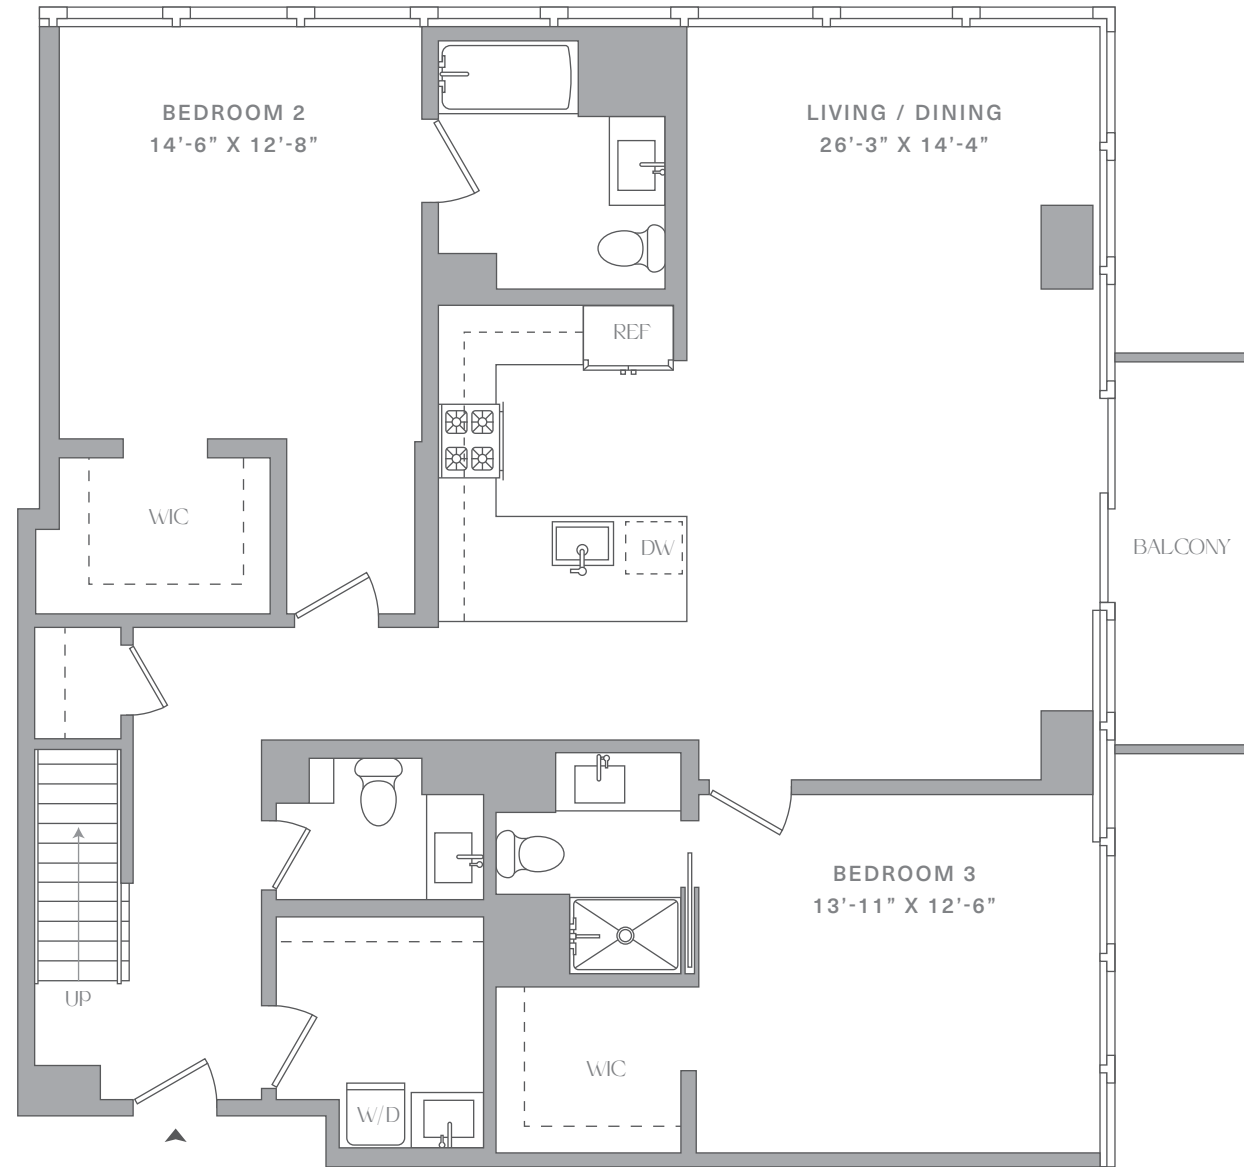 BEDROOM 2
14’-6” X 12’-8”
LIVING / DINING
26’-3” X 14’-4”
REF
WIC
DW
BALCONY
BEDROOM 3
13’-11” X 12’-6”
UP
WIC
W/D